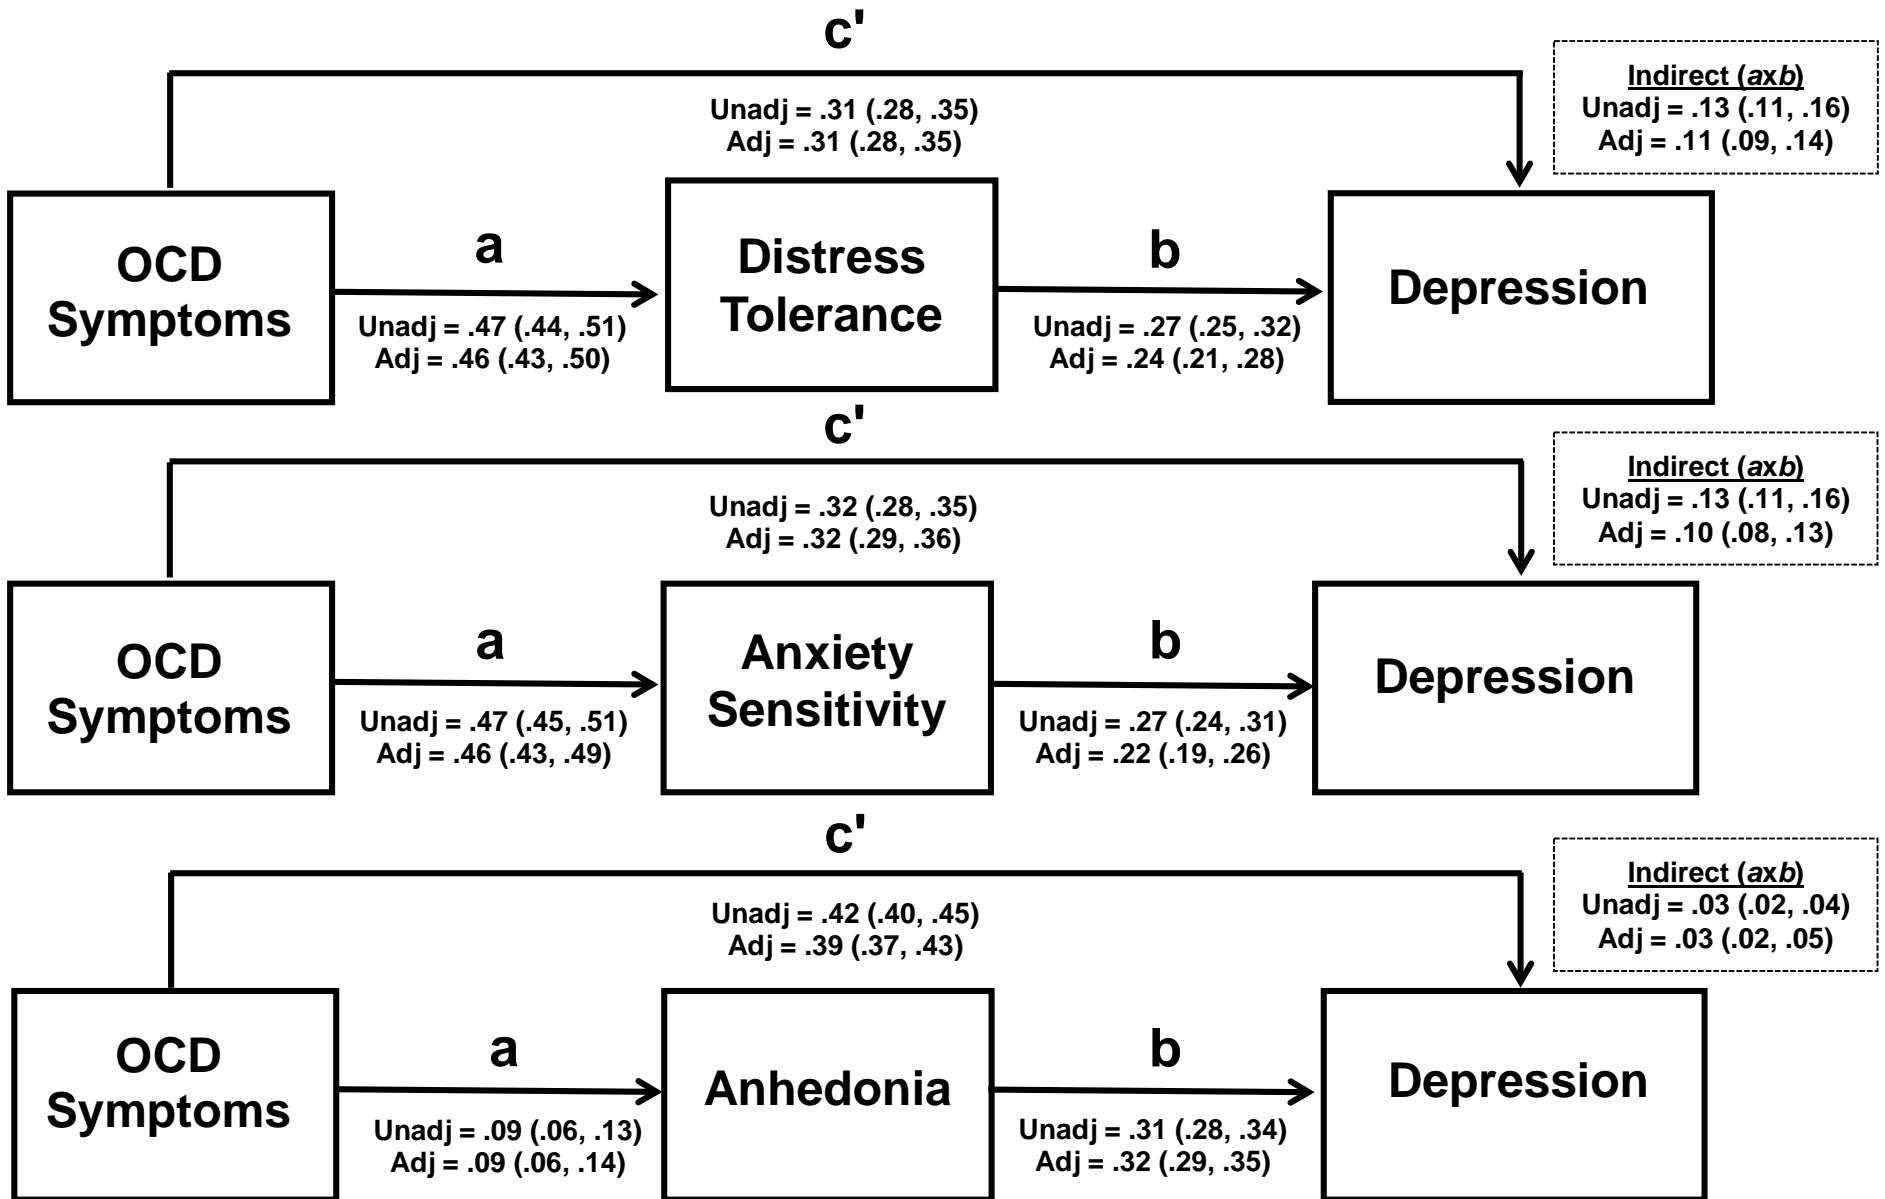 c'
Indirect (axb)
Unadj = .13 (.11, .16)
Adj = .11 (.09, .14)
Unadj = .31 (.28, .35)
Adj = .31 (.28, .35)
OCD
Symptoms
a
Unadj = .47 (.44, .51)
Adj = .46 (.43, .50)
Distress
Tolerance
b
Unadj = .27 (.25, .32)
Adj = .24 (.21, .28)
Depression
c'
Indirect (axb)
Unadj = .13 (.11, .16)
Adj = .10 (.08, .13)
Unadj = .32 (.28, .35)
Adj = .32 (.29, .36)
OCD
Symptoms
a
Unadj = .47 (.45, .51)
Adj = .46 (.43, .49)
Anxiety
Sensitivity
b
Unadj = .27 (.24, .31)
Adj = .22 (.19, .26)
Depression
c'
Indirect (axb)
Unadj = .03 (.02, .04)
Adj = .03 (.02, .05)
Unadj = .42 (.40, .45)
Adj = .39 (.37, .43)
OCD
Symptoms
a
Unadj = .09 (.06, .13)
Adj = .09 (.06, .14)
Anhedonia
b
Unadj = .31 (.28, .34)
Adj = .32 (.29, .35)
Depression